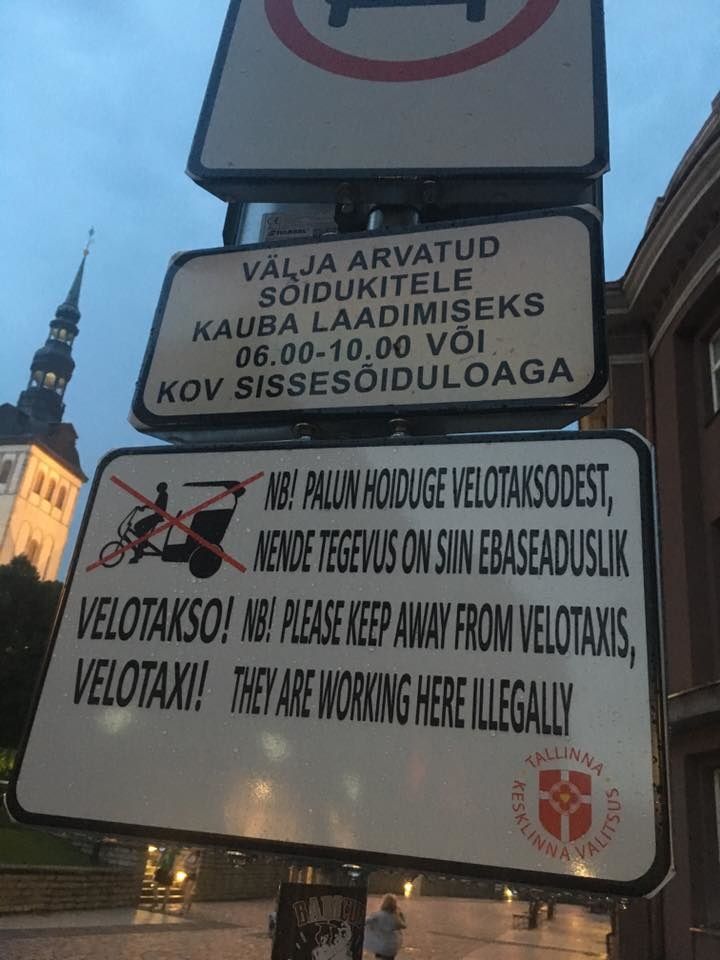 VÄLJA ARVATUD
SÕIDUKITELE
KAUBA LAADIMISEKS
06.00-10.00 VÕI
KOV SISSESÕIDULOAGA
NB! PALUN HOIDUGE VELOTAKSODEST,
NENDE TEGEVUS ON SIIN EBASEADUSLIK
VELOTAKSO! NB! PLEASE KEEP AWAY FROM VELOTAXIS,
VELOTAXI! THEY ARE WORKING HERE ILLEGALLY
TALLINNA
KESKLINNA VALITSUS